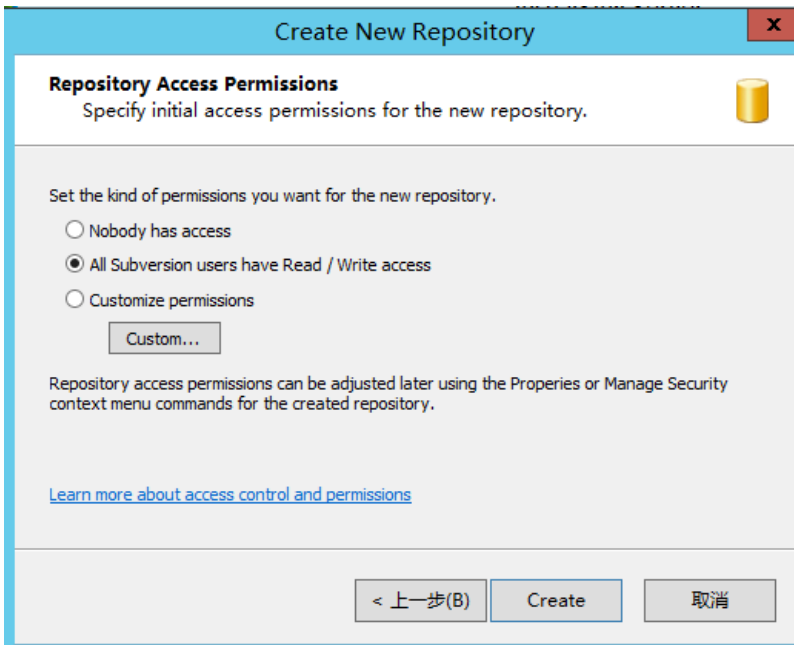 Create New Repository
x
Repository Access Permissions
Specify initial access permissions for the new repository.
Set the kind of permissions you want for the new repository.
Nobody has access
All Subversion users have Read / Write access
Customize permissions
Custom...
Repository access permissions can be adjusted later using the Properies or Manage Security
context menu commands for the created repository.
Learn more about access control and permissions
< 上一步(B)
Create
取消